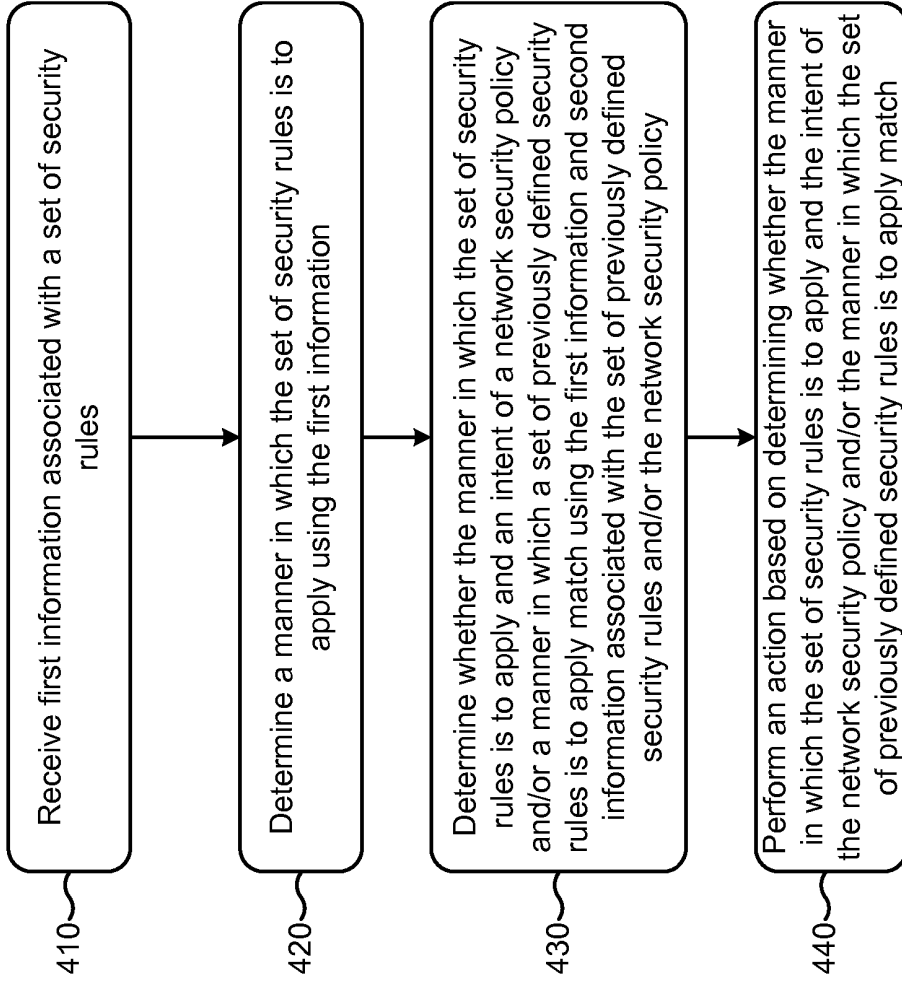 410
Receive first information associated with a set of security
rules
420
Determine a manner in which the set of security rules is to
apply using the first information
430
Determine whether the manner in which the set of security
rules is to apply and an intent of a network security policy
and/or a manner in which a set of previously defined security
rules is to apply match using the first information and second
information associated with the set of previously defined
security rules and/or the network security policy
440
Perform an action based on determining whether the manner
in which the set of security rules is to apply and the intent of
the network security policy and/or the manner in which the set
of previously defined security rules is to apply match